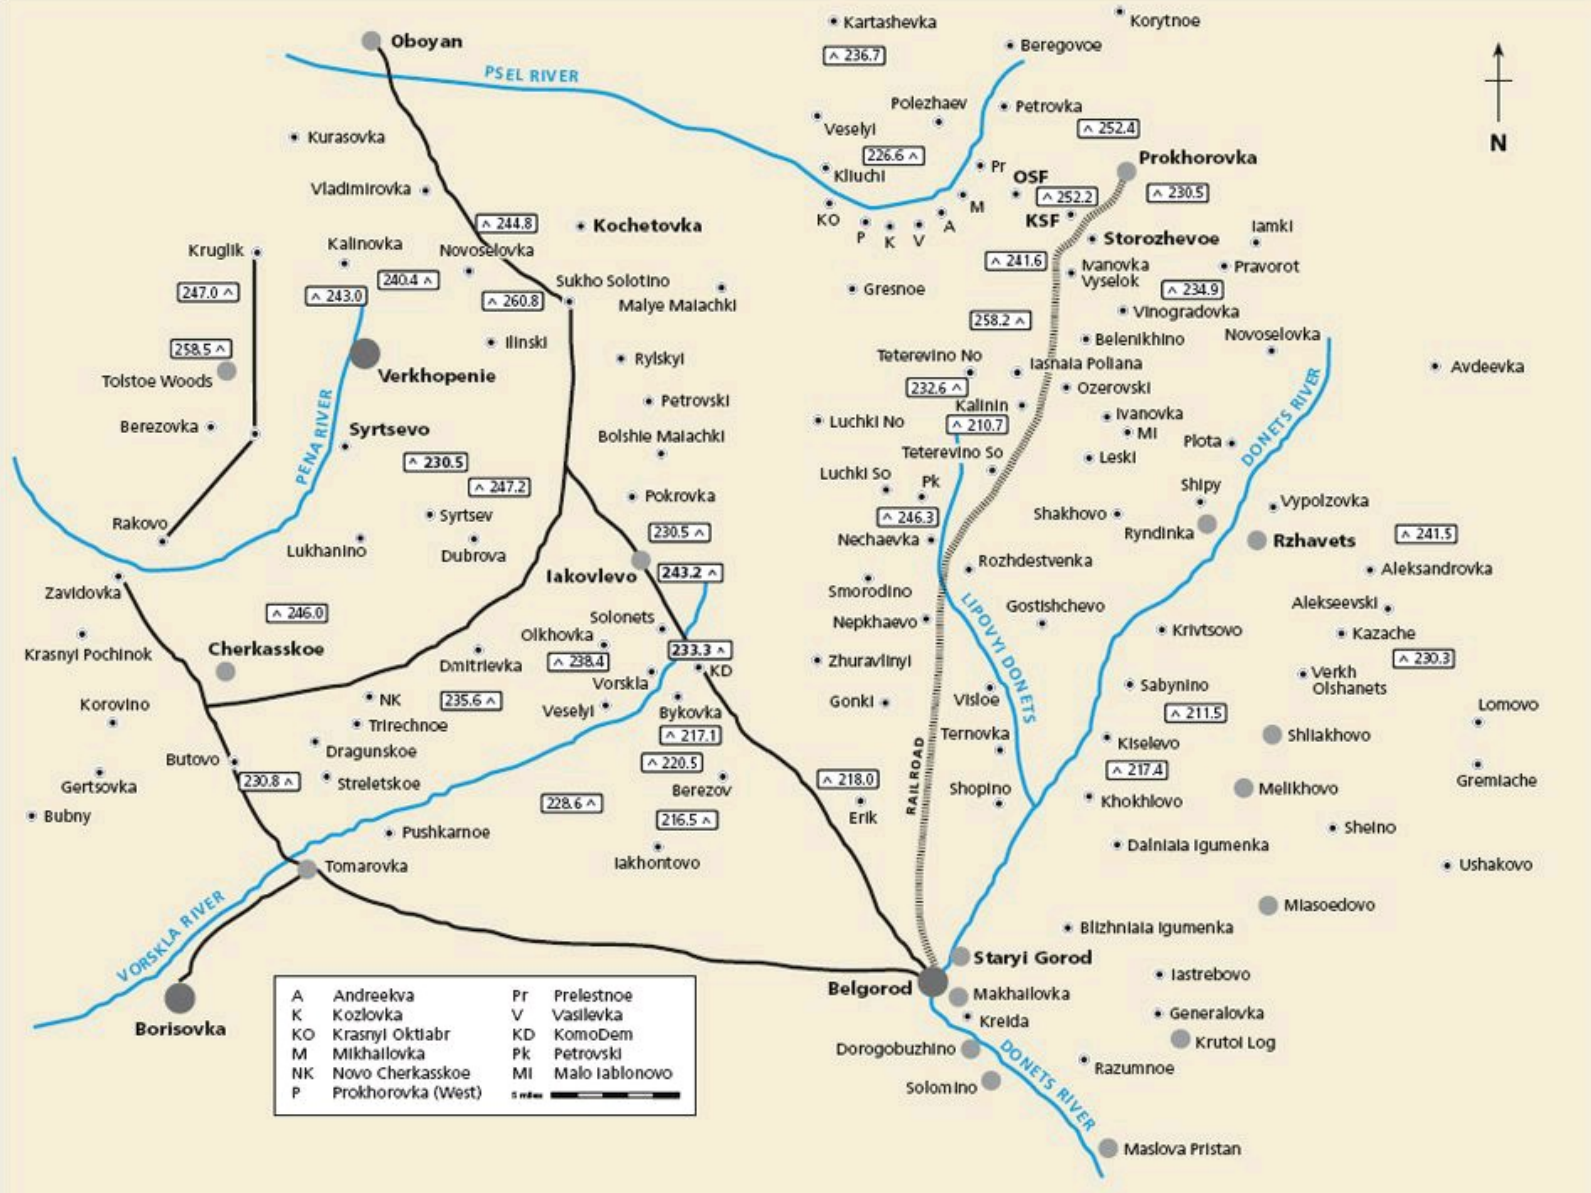 Kartashevka
Korytnoe
Oboyan
Beregovoe
^ 236.7
PSEL RIVER
Polezhaev
Petrovka
Veselyi
^ 252.4
Kurasovka
226.6 ^
Prokhorovka
Pr
N
Kliuchi
OSF
Vladimirovka
^ 252.2
^ 230.5
M
KO
KSF
^ 244.8
Kochetovka
P
K
V
A
Iamki
Storozhevoe
Kruglik
Kalinovka
Novoselovka
^ 241.6
Ivanovka
Vyselok
Pravorot
240.4 ^
Sukho Solotino
247.0 ^
^ 243.0
^ 260.8
Malye Maiachki
Gresnoe
^ 234.9
258.2 ^
Vinogradovka
Novoselovka
258.5 ^
Ilinski
Belenikhino
Tolstoe Woods
Verkhopenie
Rylskyi
Teterevino No
Iasnaia Poliana
Avdeevka
232.6 ^
Ozerovski
Petrovski
Kalinin
Berezovka
PENA RIVER
Syrtsevo
Bolshie Maiachki
Luchki No
^ 210.7
Ivanovka
MI
Plota
DONETS RIVER
^ 230.5
Teterevino So
Leski
^ 247.2
Luchki So
Pk
Shipy
Pokrovka
Vypolzovka
Rakovo
Syrtsev
^ 246.3
Shakhovo
Lukhanino
Dubrova
230.5 ^
Nechaevka
Ryndinka
Rzhavets
^ 241.5
Iakovlevo
243.2 ^
Rozhdestvenka
Aleksandrovka
Zavidovka
Smorodino
Gostishchevo
Alekseevski
^ 246.0
Solonets
LIPOVYI DONETS
Nepkhaevo
Krivtsovo
Kazache
Krasnyi Pochinok
Cherkasskoe
Olkhovka
233.3 ^
^ 238.4
Dmitrievka
KD
Zhuravlinyi
^ 230.3
Verkh
Olshanets
Vorskla
Sabynino
Korovino
NK
235.6 ^
Veselyi
Bykovka
Gonki
Visloe
^ 211.5
Lomovo
Trirechnoe
^ 217.1
Ternovka
Kiselevo
Shliakhovo
Dragunskoe
Butovo
^ 220.5
RAILROAD
Gertsovka
230.8 ^
Streletskoe
Berezov
^ 218.0
Shopino
^ 217.4
Melikhovo
Gremiache
228.6 ^
Khokhlovo
Bubny
Pushkarnoe
216.5 ^
Erik
Sheino
Iakhontovo
Dalniaia Igumenka
Tomarovka
Ushakovo
VORSKLA RIVER
Miasoedovo
Blizhniaia Igumenka
Staryi Gorod
Iastrebovo
Belgorod
Makhailovka
Borisovka
Kreida
Generalovka
Krutoi Log
Dorogobuzhino
DONETS RIVER
Razumnoe
Solomino
Maslova Pristan
A Andreekva Pr Prelestnoe
K Kozlovka V Vasilevka
KO Krasnyi Oktiabr KD KomoDem
M Mikhailovka Pk Petrovski
NK Novo Cherkasskoe MI Malo Iablonovo
P Prokhorovka (West) 5 miles